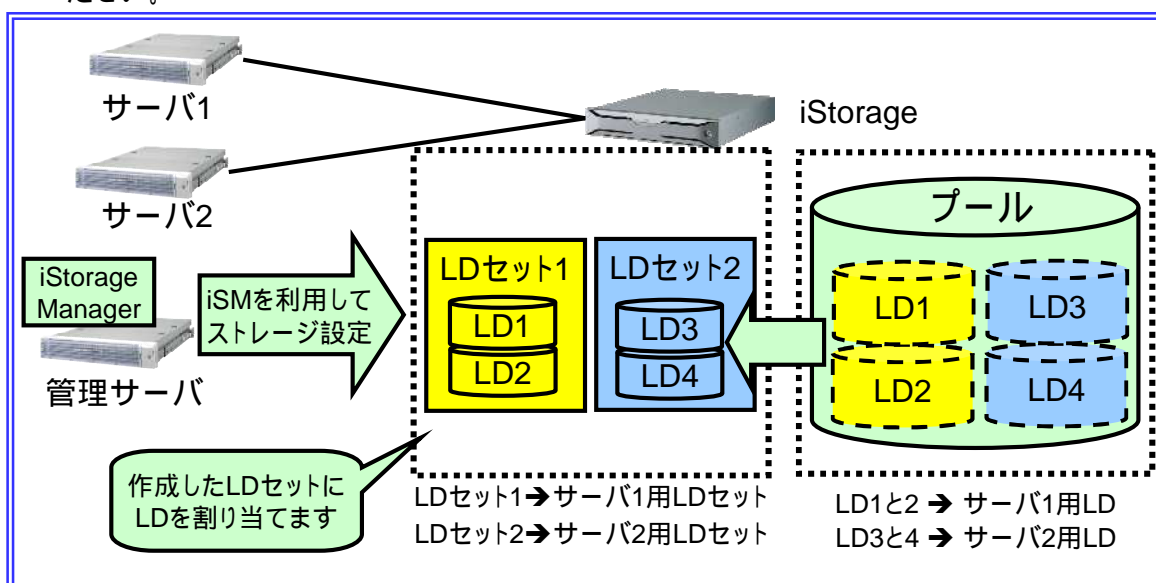 ださい。
サーバ1
iStorage
サーバ2
プール
iStorage
Manager
iSMを利用して
ストレージ設定
LDセット1
LD1
LD2
LDセット2
LD3
LD4
LD1
LD3
LD2
LD4
管理サーバ
作成したLDセットに
LDを割り当てます
LDセット1➔サーバ1用LDセット
LDセット2➔サーバ2用LDセット
LD1と2 ➔ サーバ1用LD
LD3と4 ➔ サーバ2用LD